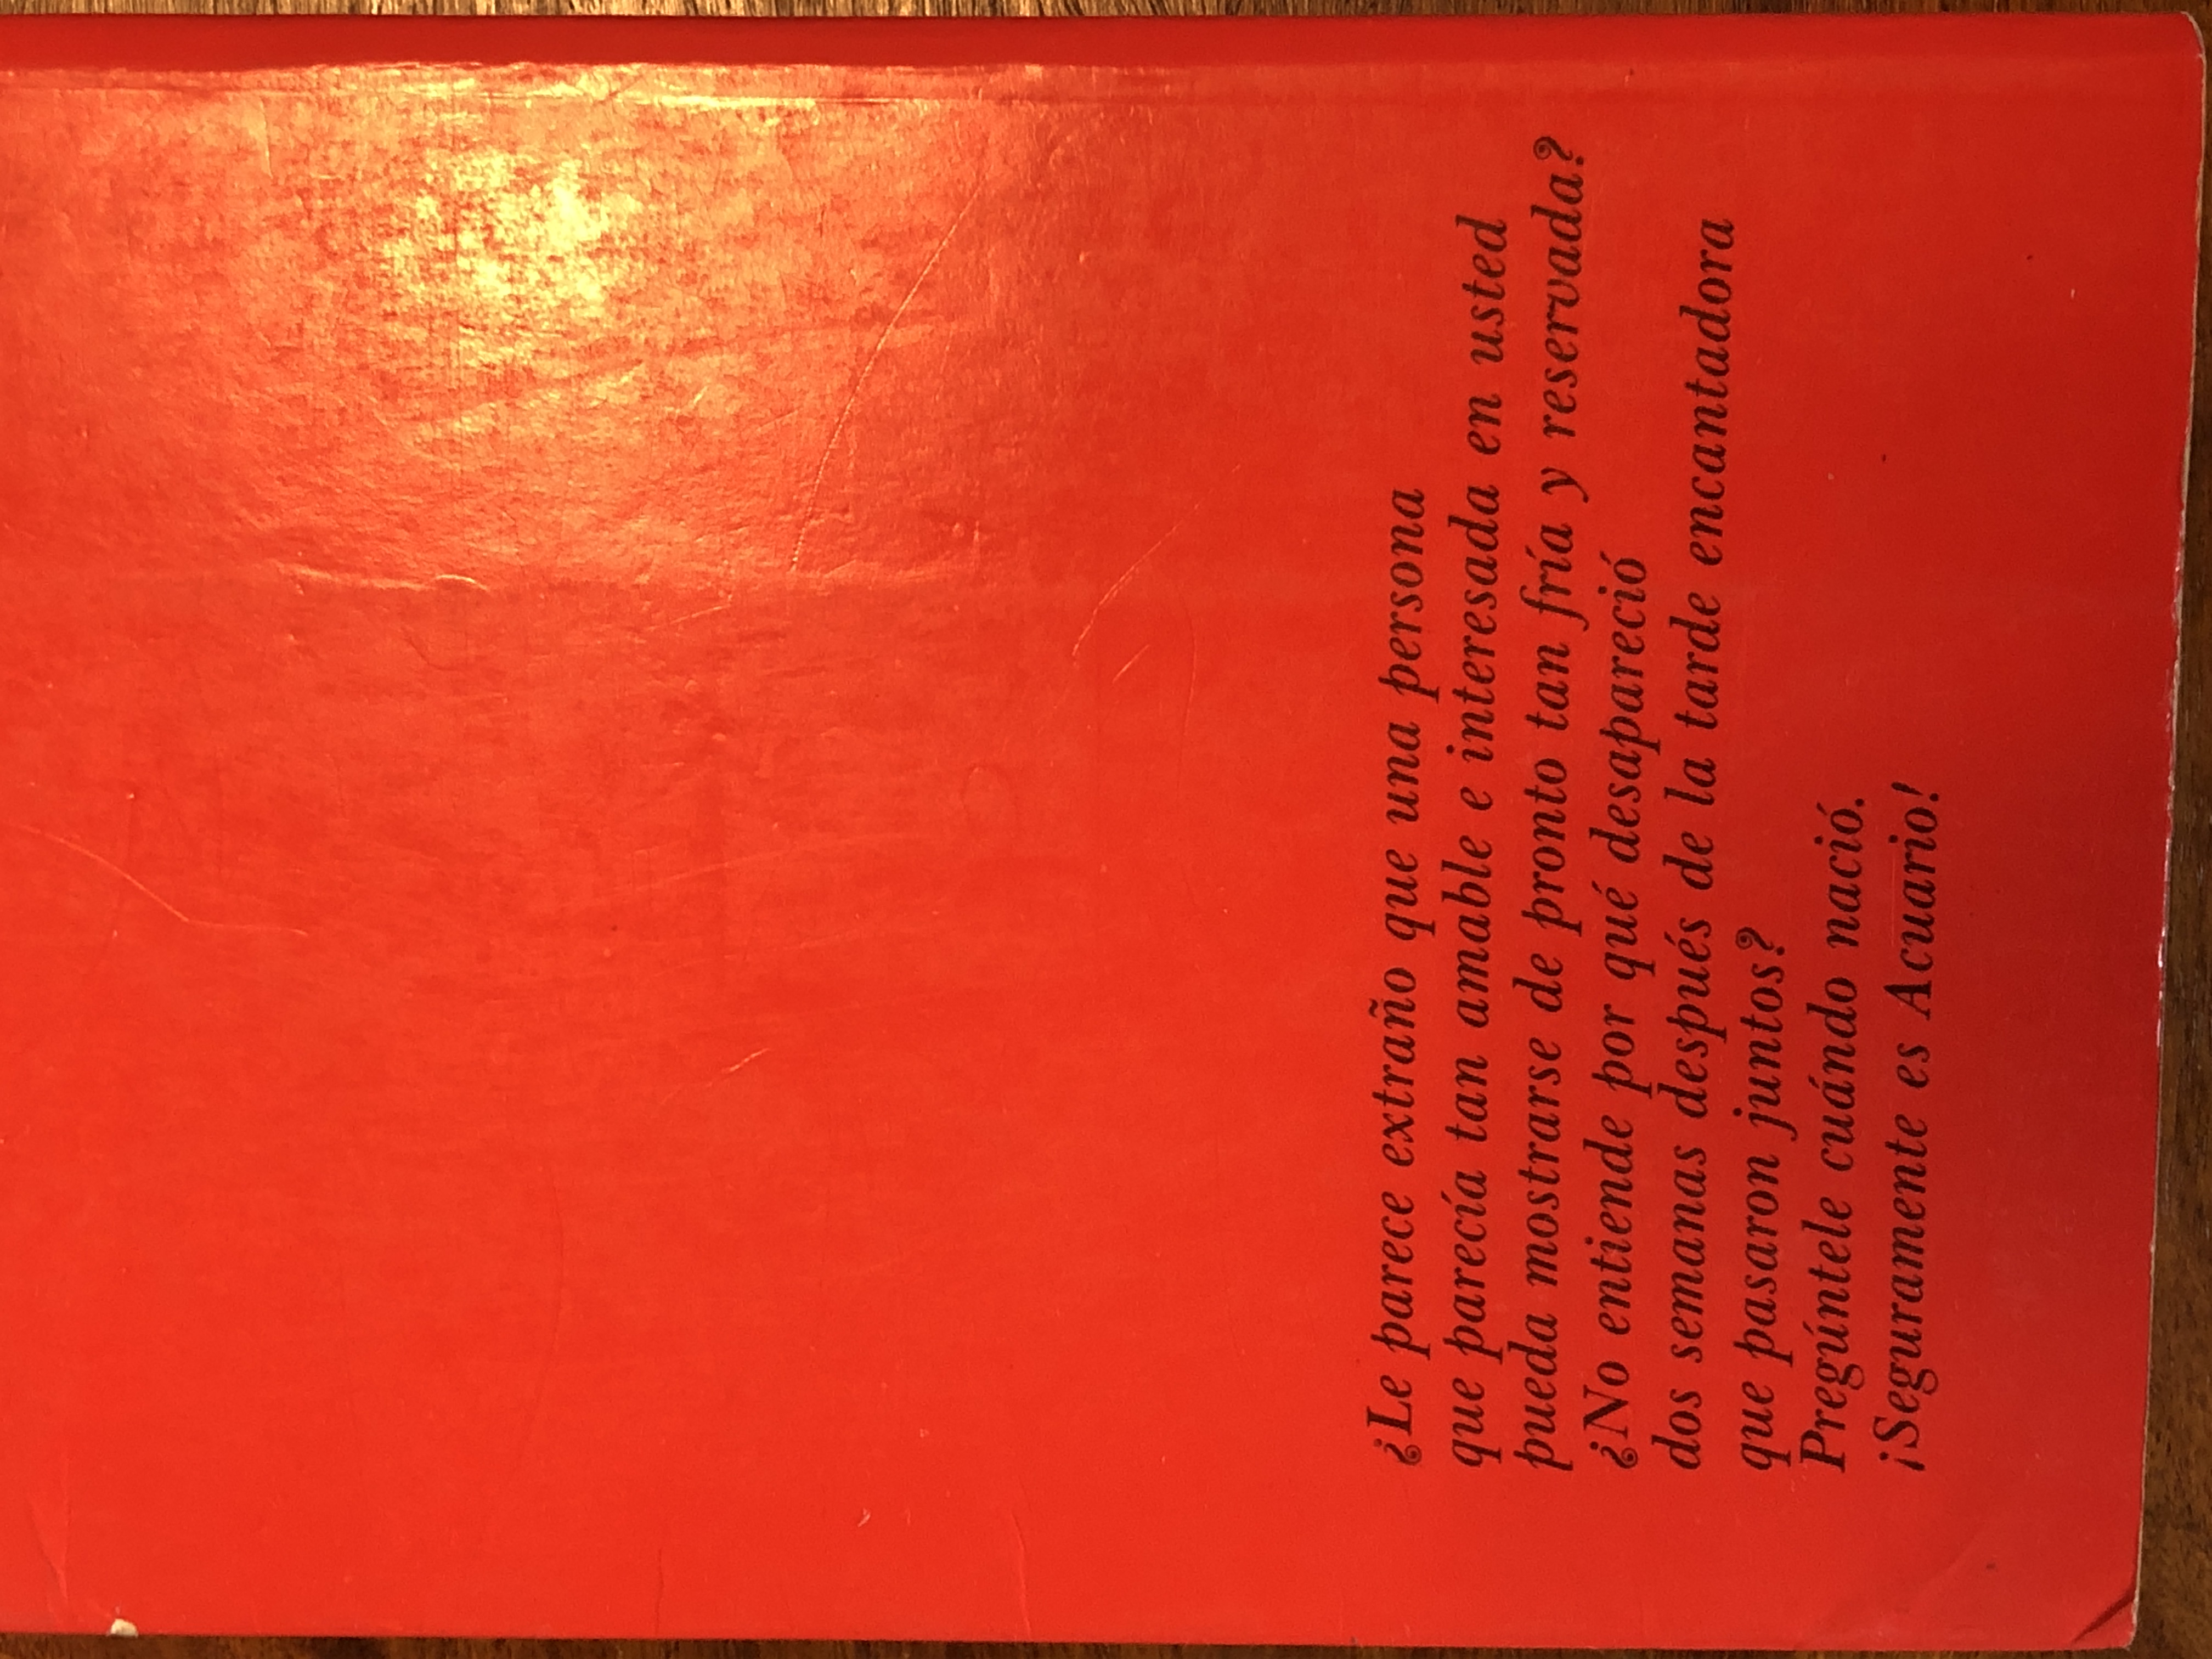 ¿Le parece extraño que una persona
que parecía tan amable e interesada en usted
pueda mostrarse de pronto tan fría y reservada?
¿No entiende por qué desapareció
dos semanas después de la tarde encantadora
que pasaron juntos?
Pregúntele cuándo nació.
¡Seguramente es Acuario!